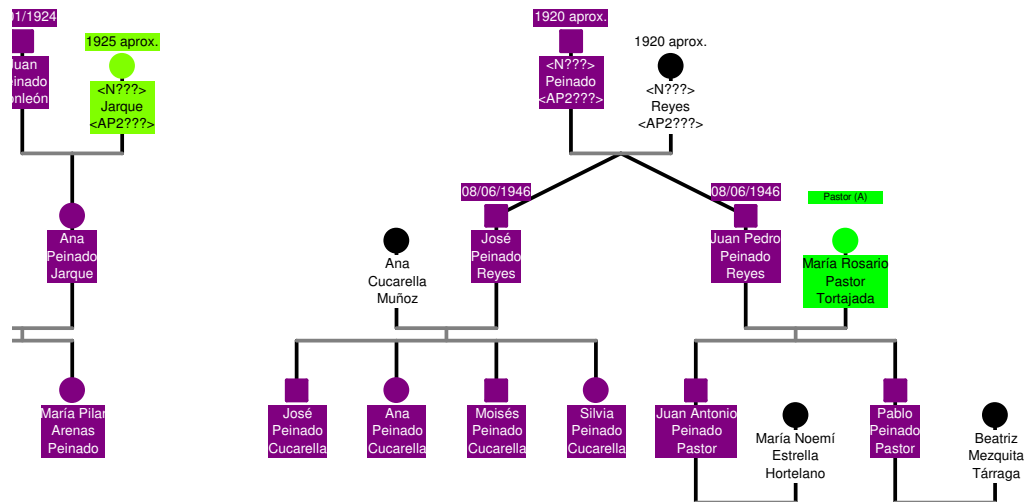 01/1924
1925 aprox.
<N???>
Jarque
<AP2???>
1920 aprox.
<N???>
Peinado
<AP2???>
1920 aprox.
<N???>
Reyes
<AP2???>
Ana
Peinado
Jarque
Ana
Cucarella
Muñoz
08/06/1946
José
Peinado
Reyes
08/06/1946
Juan Pedro
Peinado
Reyes
Pastor (A)
María Rosario
Pastor
Tortajada
María Pilar
Arenas
Peinado
José
Peinado
Cucarella
Ana
Peinado
Cucarella
Moisés
Peinado
Cucarella
Silvia
Peinado
Cucarella
Juan Antonio
Peinado
Pastor
María Noemí
Estrella
Hortelano
Pablo
Peinado
Pastor
Beatriz
Mezquita
Tárraga